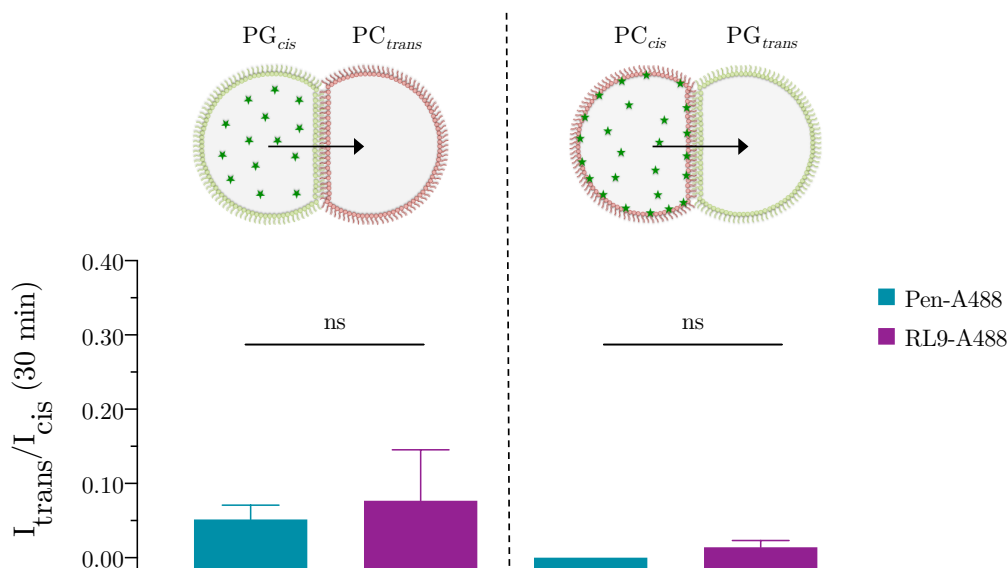 PGcis PCtrans
PCcis PGtrans
0.40
0.30
0.20
0.10
0.00
Itrans/Icis (30 min)
ns
ns
Pen-A488
RL9-A488